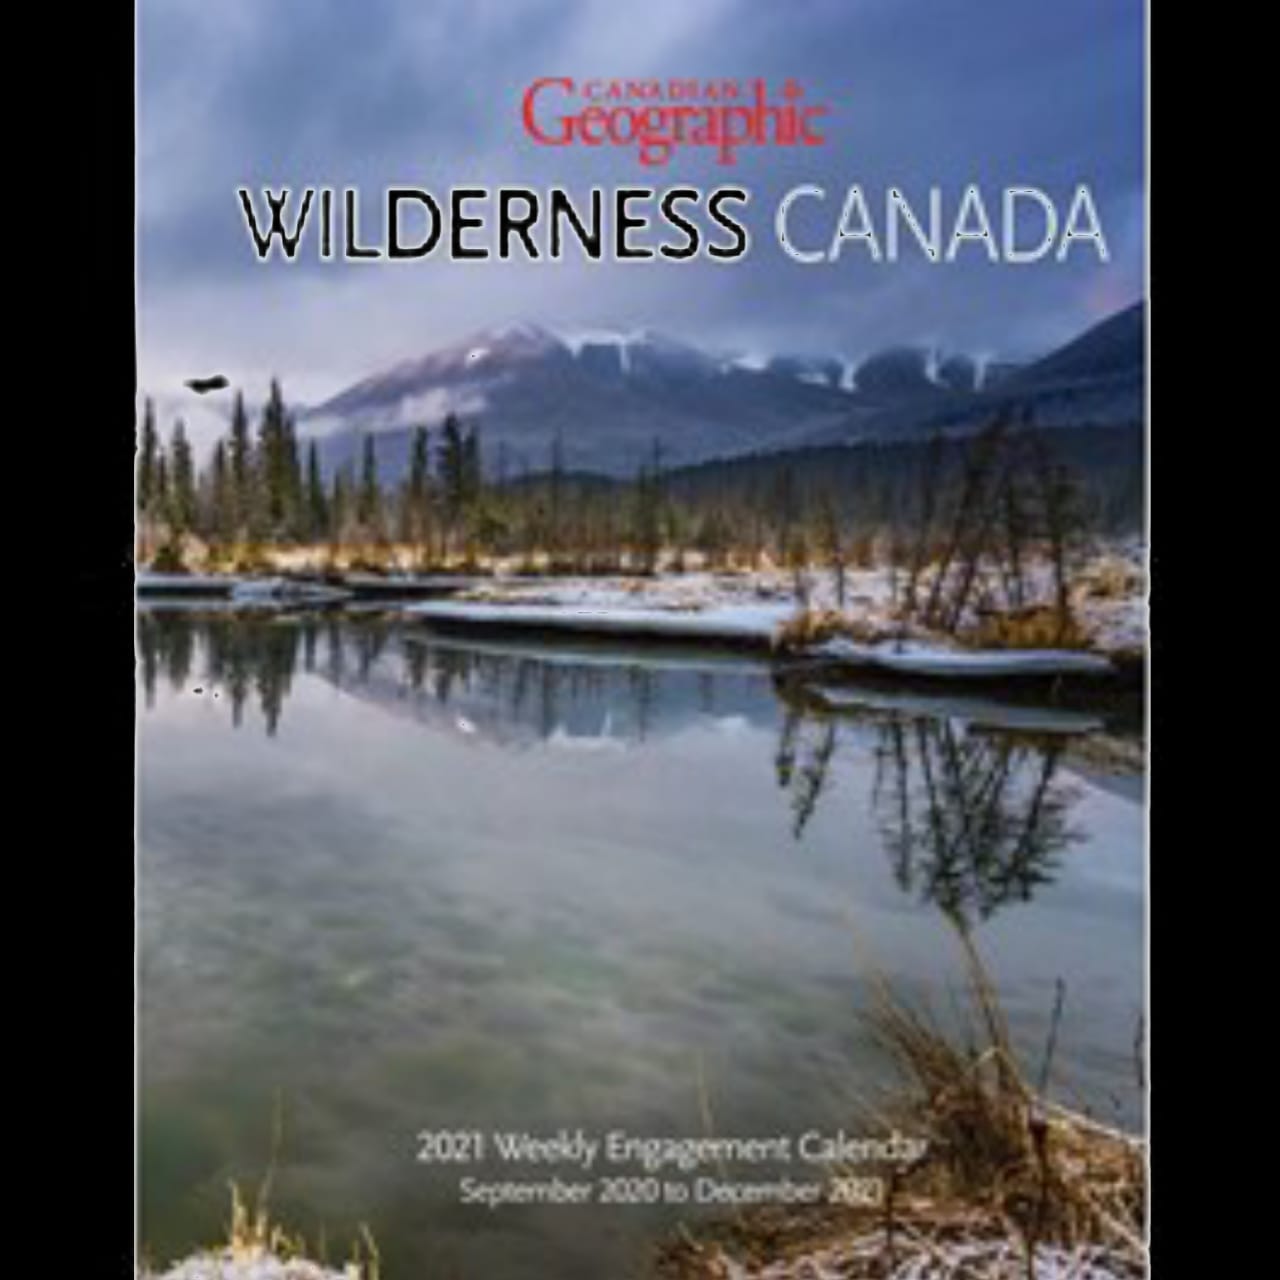 CANADIAN
Geographic
WILDERNESS CANADA
2021 Weekly Engagement Calendar
September 2020 to December 2021